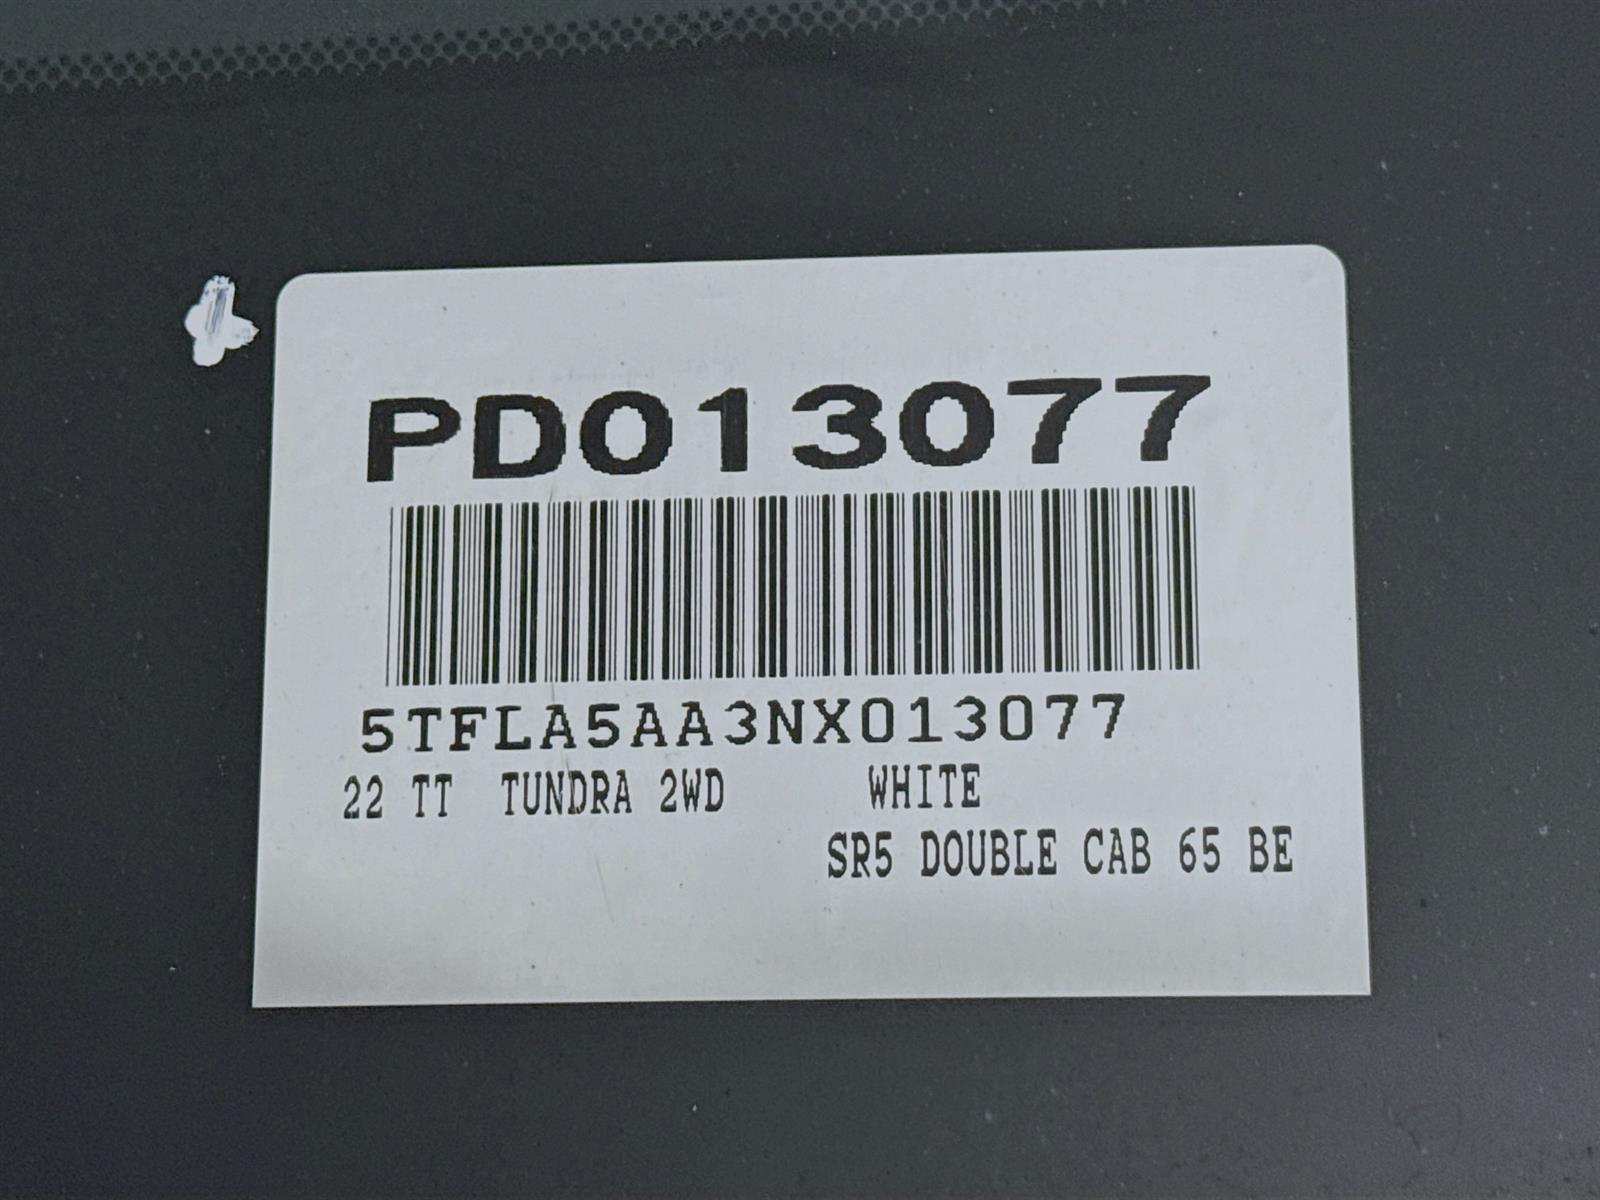 PD013077
5TFLA5AA3NX013077
22 TT TUNDRA 2WD WHITE
SR5 DOUBLE CAB 65 BE